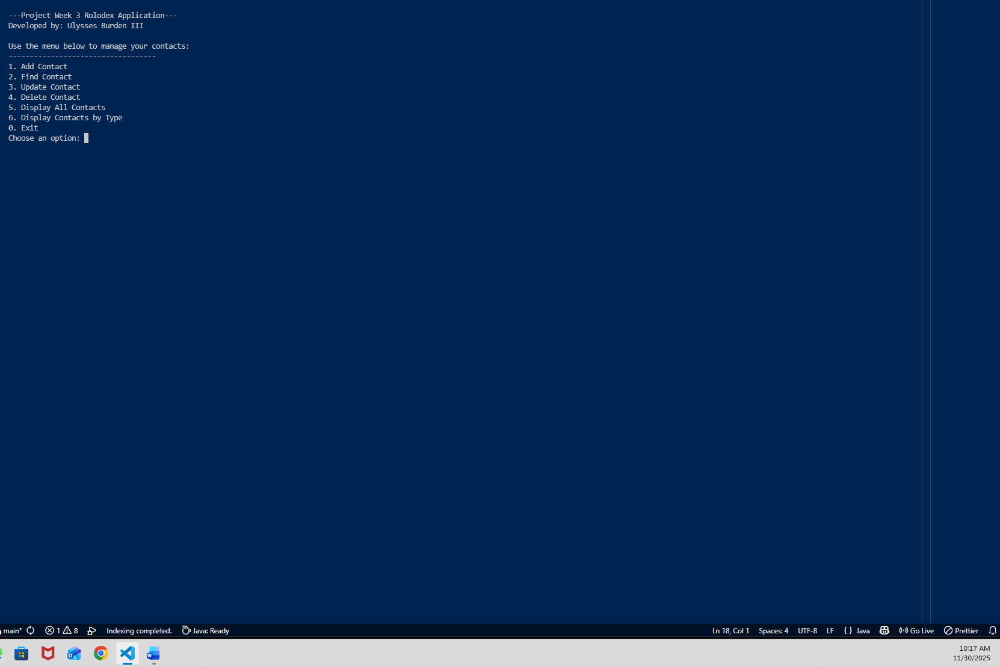 ---Project Week 3 Rolodex Application---
Developed by: Ulysses Burden III
Use the menu below to manage your contacts:
-----------------------------------
1. Add Contact
2. Find Contact
3. Update Contact
4. Delete Contact
5. Display All Contacts
6. Display Contacts by Type
0. Exit
Choose an option:
main* 1 8 Indexing completed. Java: Ready Ln 18, Col 1 Spaces: 4 UTF-8 LF { } Java Go Live Prettier
10:17 AM
11/30/2025